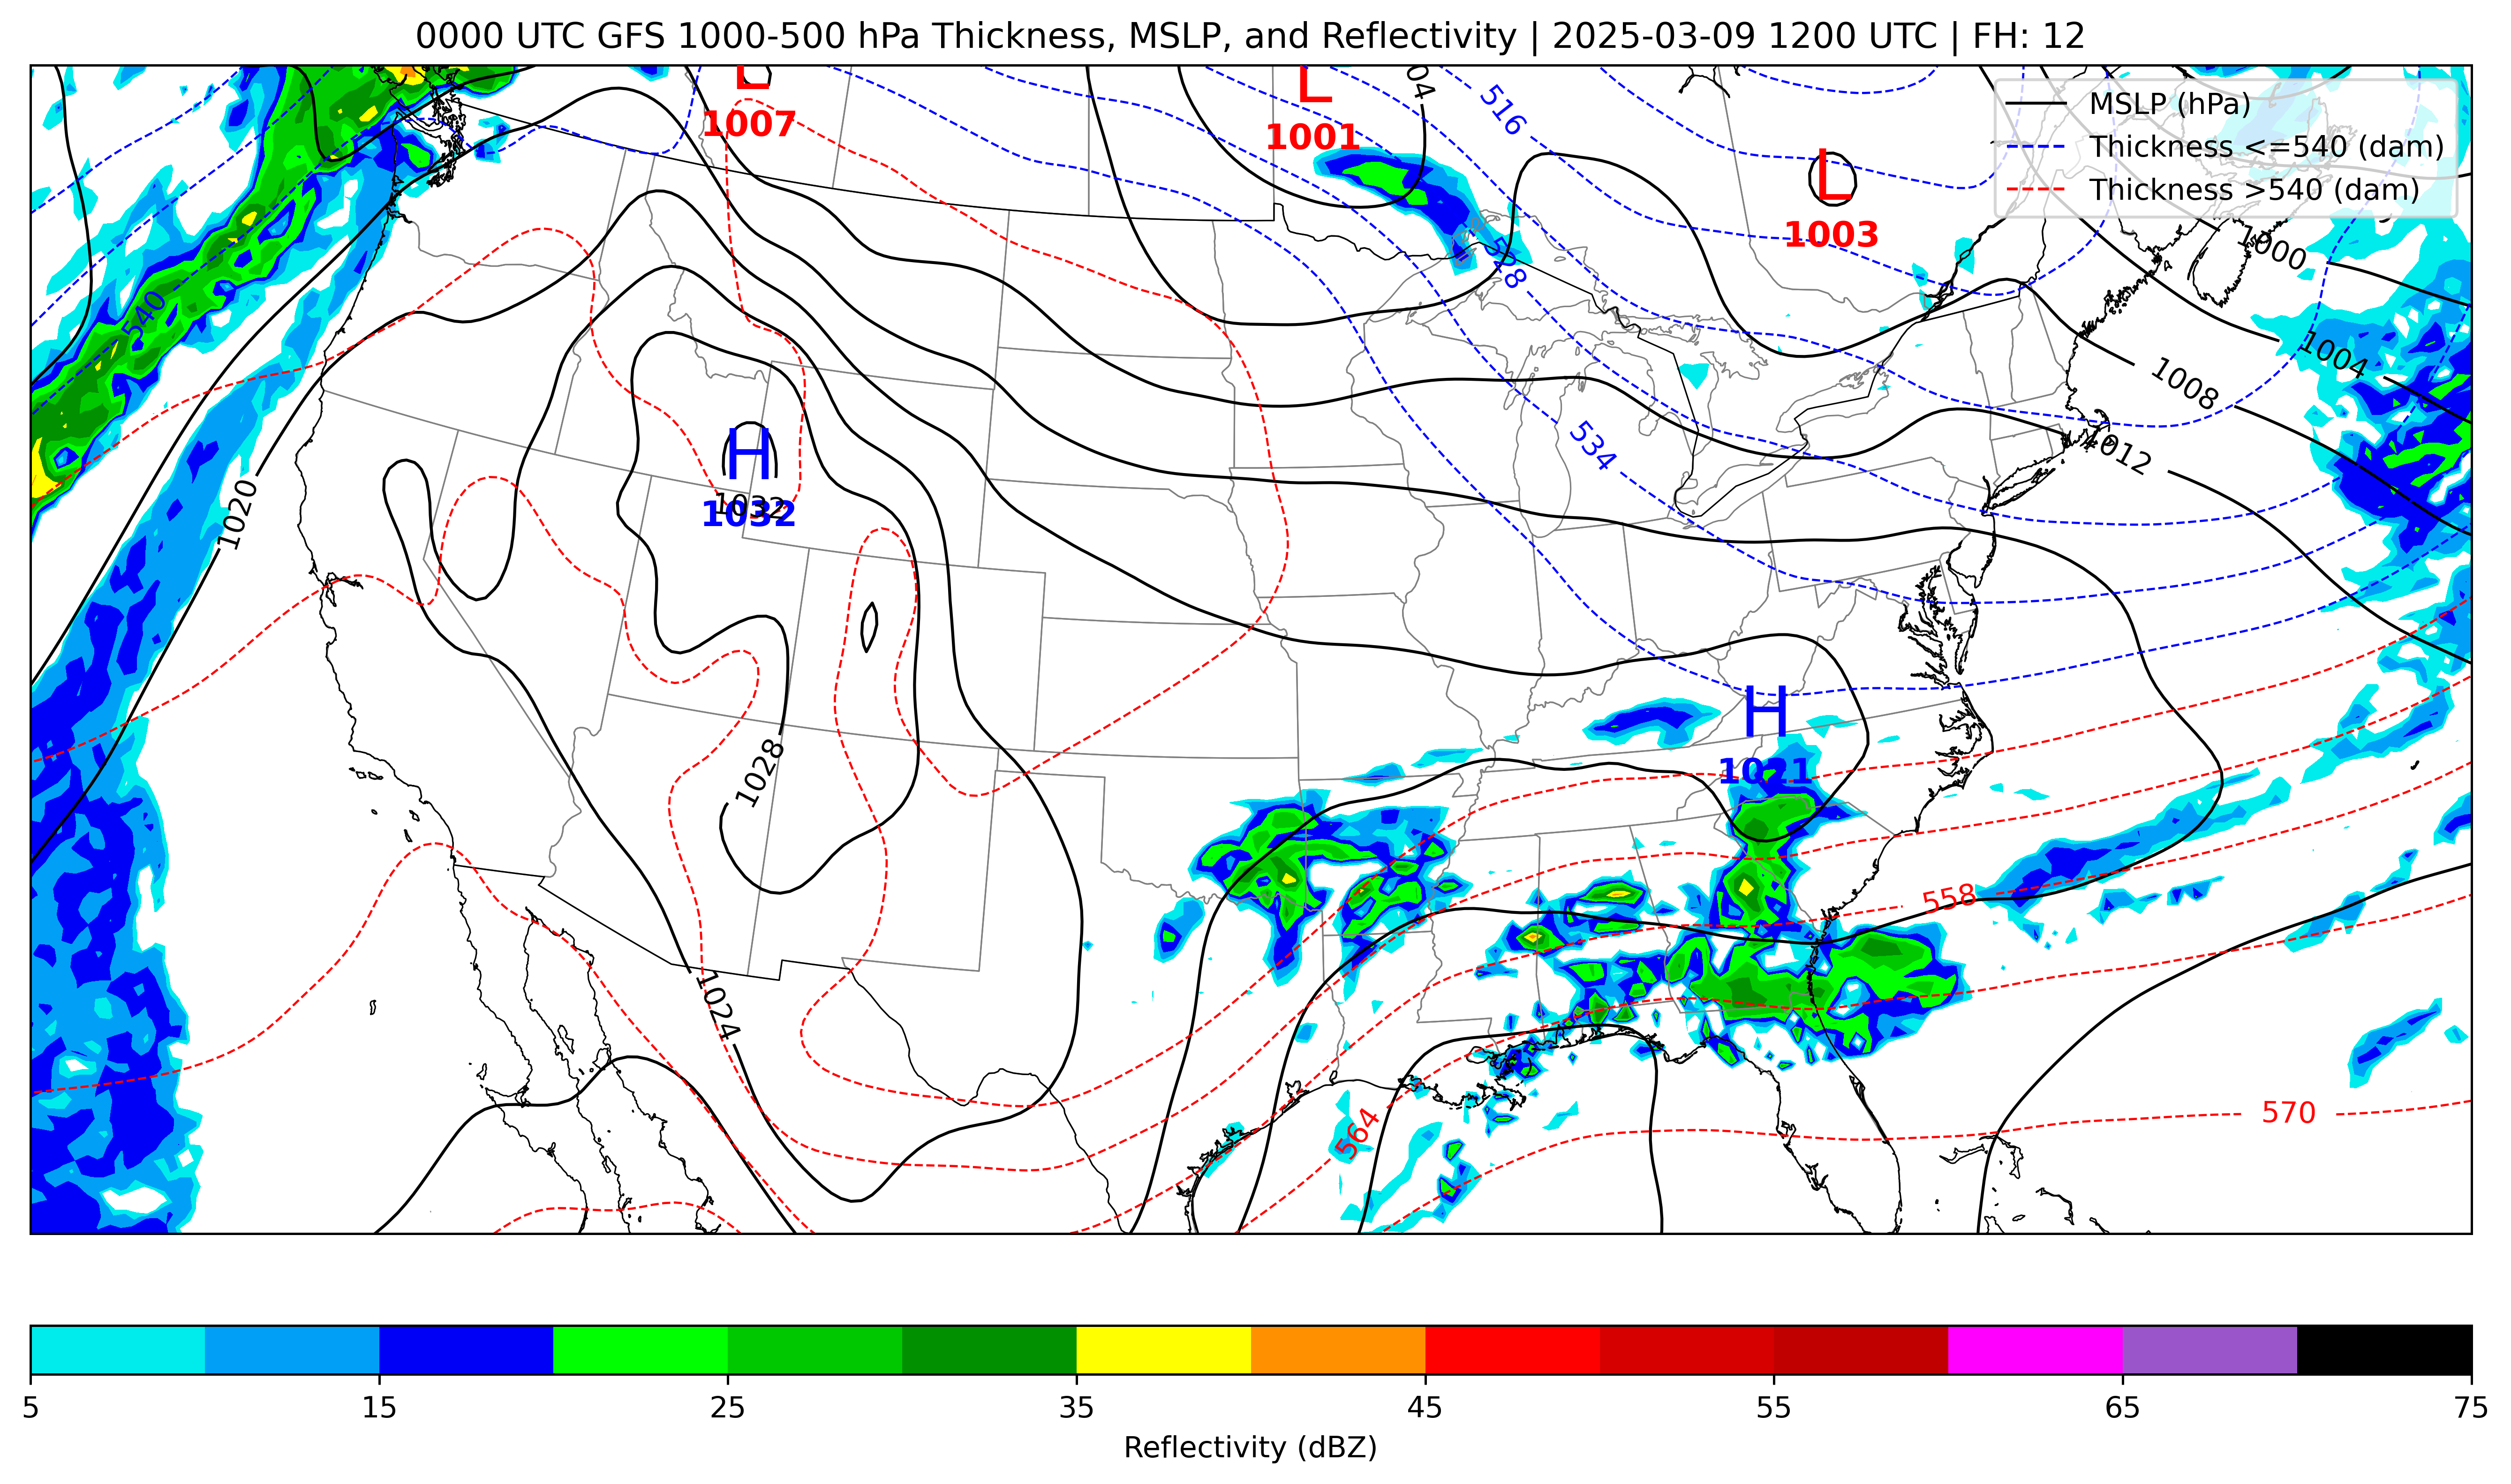 0000 UTC GFS 1000-500 hPa Thickness, MSLP, and Reflectivity | 2025-03-09 1200 UTC | FH: 12
L
1007
L
1001
04
516
MSLP (hPa)
Thickness <=540 (dam)
Thickness >540 (dam)
L
1003
1000
528
540
1004
1008
H
1032
1032
534
1012
1020
H
1021
1028
558
1024
564
570
5 15 25 35 45 55 65 75
Reflectivity (dBZ)